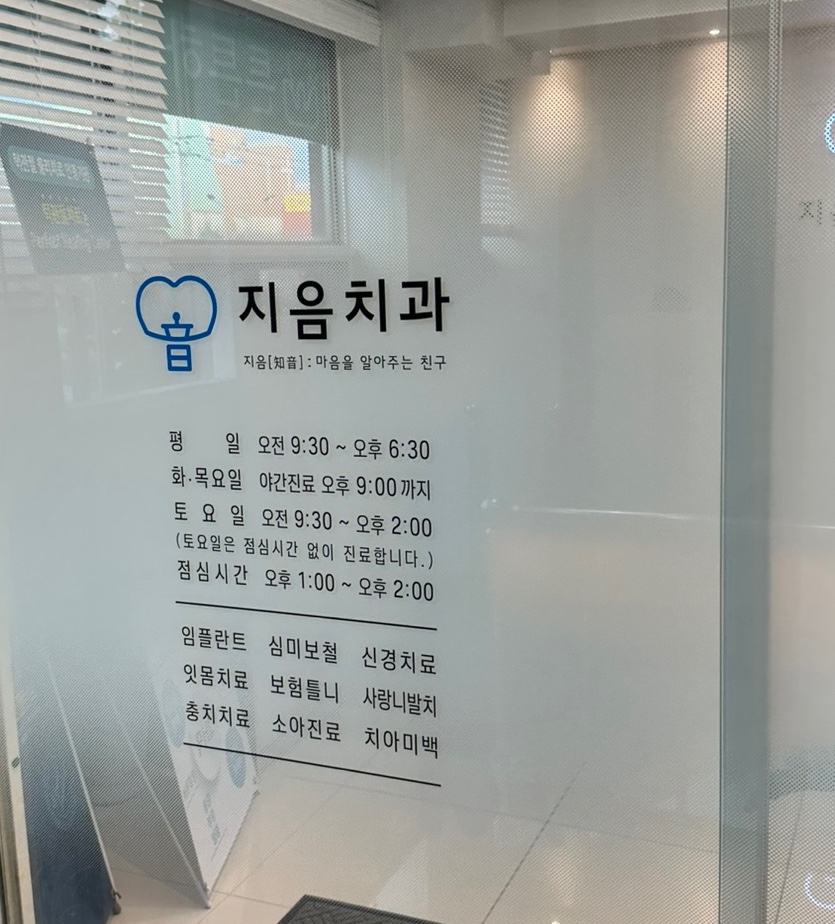 音
지음치과
지음[知音] : 마음을 알아주는 친구
평 일 오전 9:30 ~ 오후 6:30
화·목요일 야간진료 오후 9:00 까지
토 요 일 오전 9:30 ~ 오후 2:00
(토요일은 점심시간 없이 진료합니다.)
점심시간 오후 1:00 ~ 오후 2:00
임플란트 심미보철 신경치료
잇몸치료 보험틀니 사랑니발치
충치치료 소아진료 치아미백
지